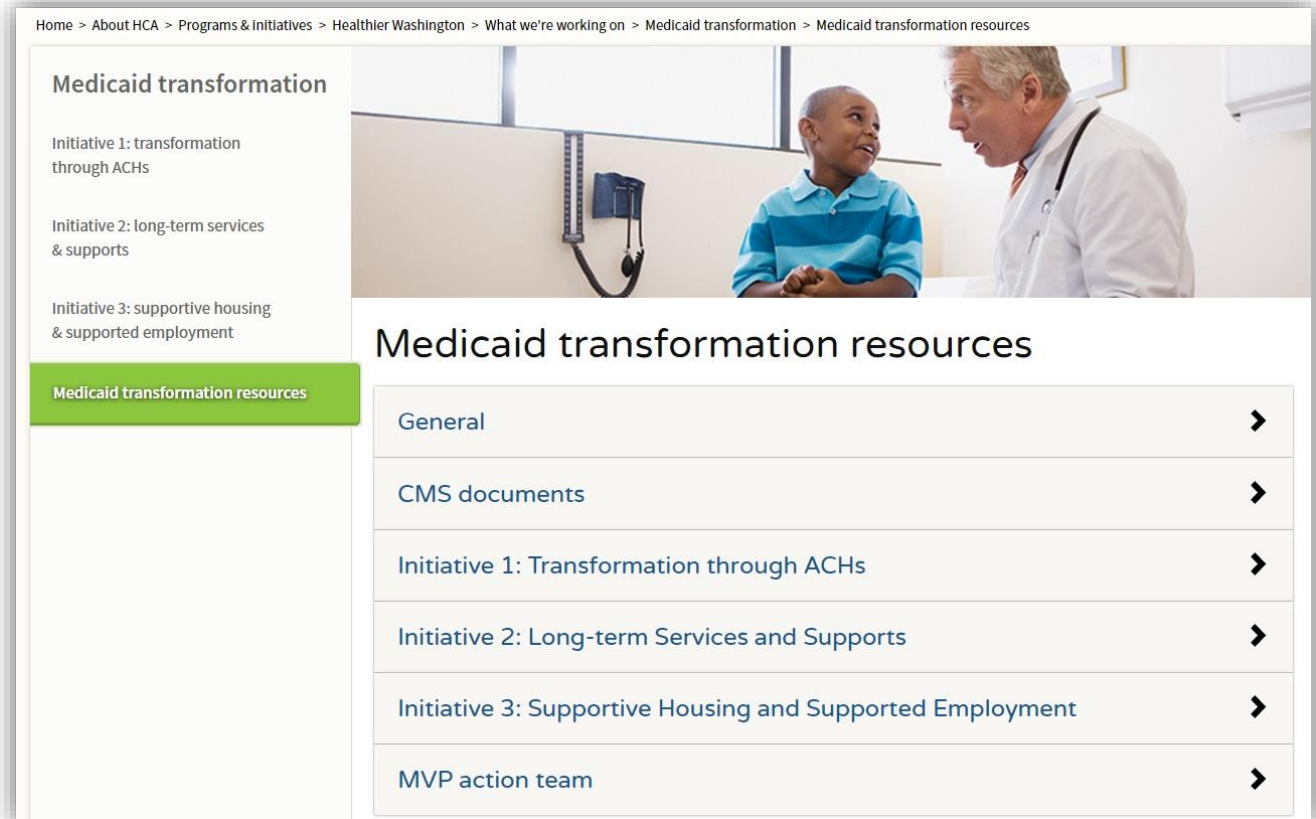 Home > About HCA > Programs & initiatives > Healthier Washington > What we're working on > Medicaid transformation > Medicaid transformation resources
Medicaid transformation
Initiative 1: transformation
through ACHs
Initiative 2: long-term services
& supports
Initiative 3: supportive housing
& supported employment
Medicaid transformation resources
Medicaid transformation resources
General
CMS documents
Initiative 1: Transformation through ACHs
Initiative 2: Long-term Services and Supports
Initiative 3: Supportive Housing and Supported Employment
MVP action team